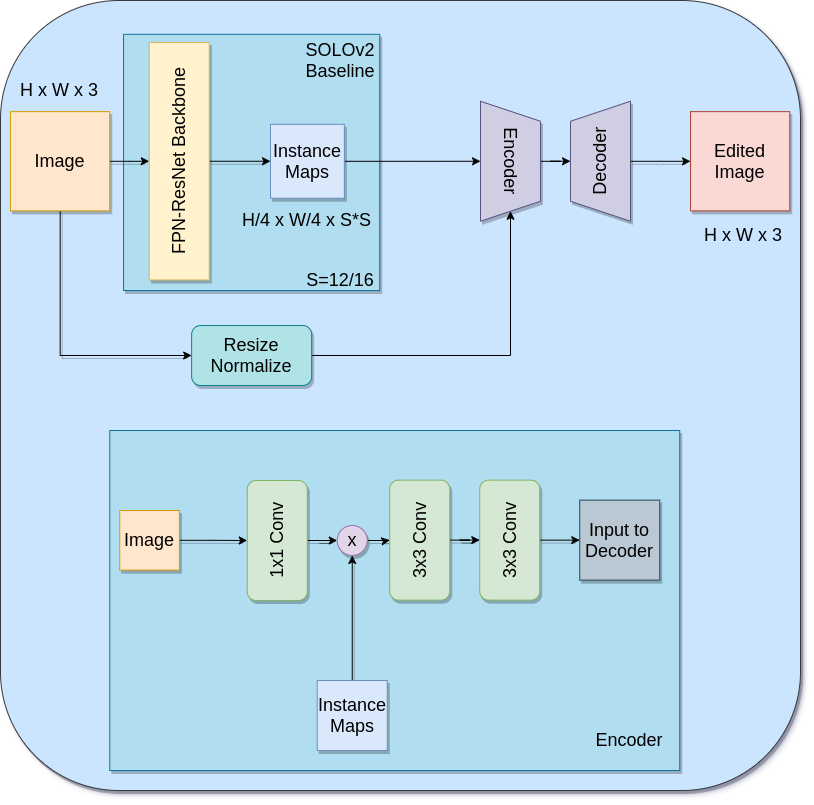 SOLOv2
Baseline
H x W x 3
Image
FPN-ResNet Backbone
Instance
Maps
H/4 x W/4 x S*S
S=12/16
Encoder
Decoder
Edited
Image
H x W x 3
Resize
Normalize
Image
1x1 Conv
x
3x3 Conv
3x3 Conv
Input to
Decoder
Instance
Maps
Encoder